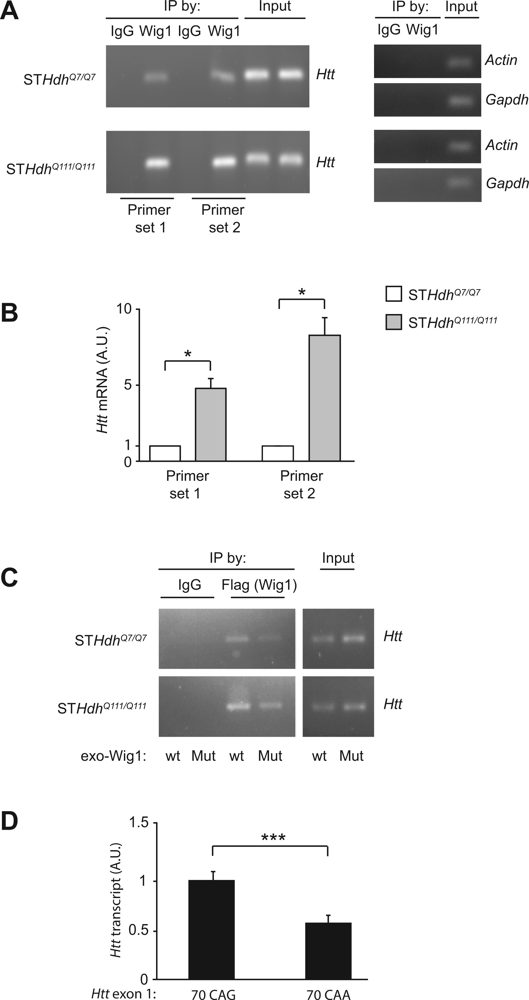 A
IP by: Input
IgG Wig1 IgG Wig1
STHdhQ7/Q7
Htt
STHdhQ111/Q111
Htt
Primer set 1
Primer set 2
IP by: Input
IgG Wig1
Actin
Gapdh
Actin
Gapdh
B
STHdhQ7/Q7
STHdhQ111/Q111
Htt mRNA (A.U.)
10
5
1
0
*
*
Primer set 1
Primer set 2
C
IP by: Input
IgG Flag (Wig1)
STHdhQ7/Q7
Htt
STHdhQ111/Q111
Htt
exo-Wig1: wt Mut wt Mut wt Mut
D
Htt transcript (A.U.)
1.5
1
0.5
0
***
Htt exon 1: 70 CAG 70 CAA